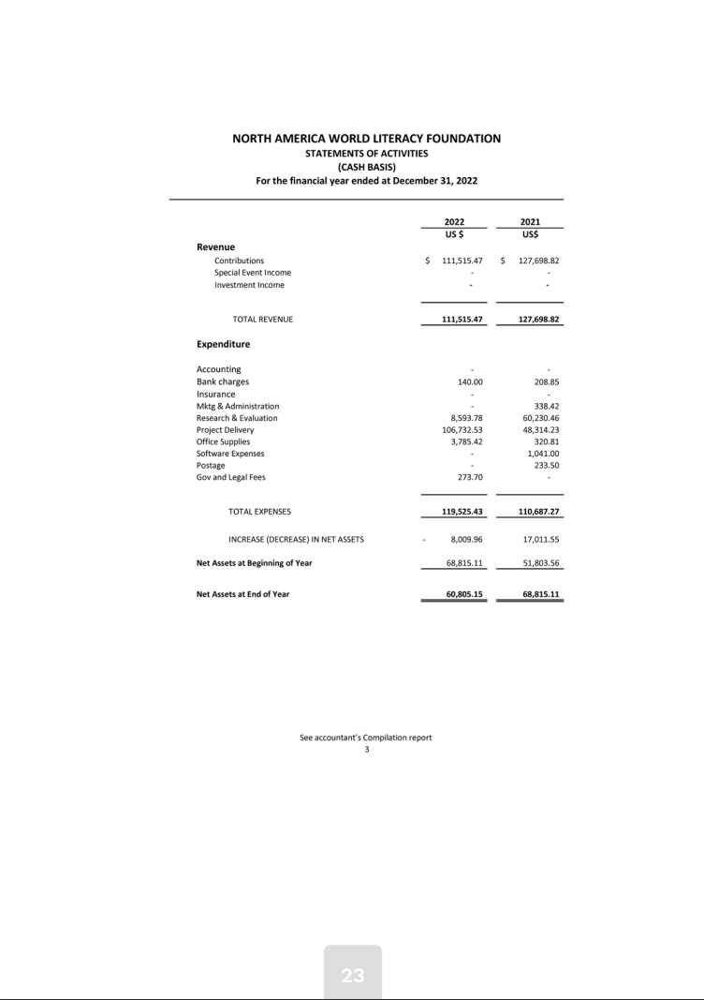 NORTH AMERICA WORLD LITERACY FOUNDATION
STATEMENTS OF ACTIVITIES
(CASH BASIS)
For the financial year ended at December 31, 2022
2022 2021
US $ US$
Revenue
Contributions $ 111,515.47 $ 127,698.82
Special Event Income - -
Investment Income - -
TOTAL REVENUE 111,515.47 127,698.82
Expenditure
Accounting - -
Bank charges 140.00 208.85
Insurance - -
Mktg & Administration - 338.42
Research & Evaluation 8,593.78 60,230.46
Project Delivery 106,732.53 48,314.23
Office Supplies 3,785.42 320.81
Software Expenses - 1,041.00
Postage - 233.50
Gov and Legal Fees 273.70 -
TOTAL EXPENSES 119,525.43 110,687.27
INCREASE (DECREASE) IN NET ASSETS - 8,009.96 17,011.55
Net Assets at Beginning of Year 68,815.11 51,803.56
Net Assets at End of Year 60,805.15 68,815.11
See accountant's Compilation report
3
23